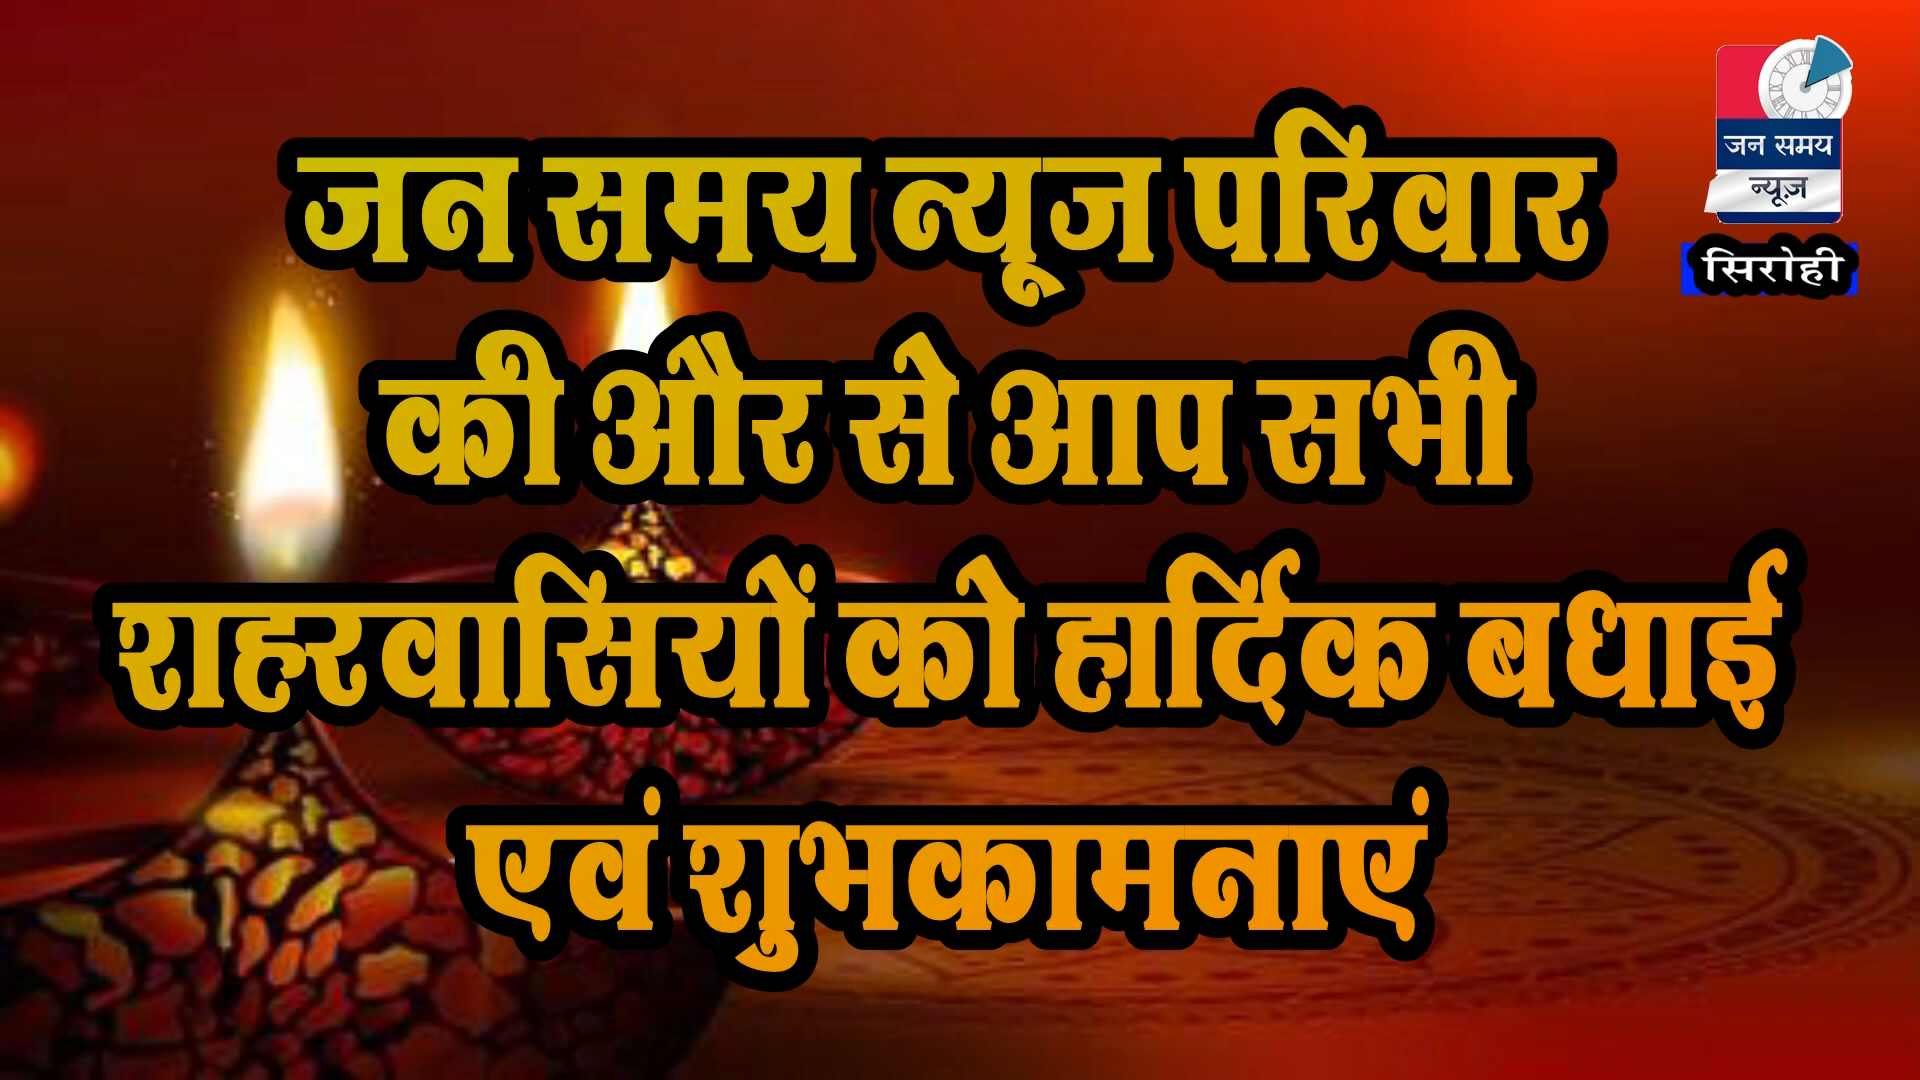 जन समय न्यूज परिवार
की और से आप सभी
शहरवासियों को हार्दिक बधाई
एवं शुभकामनाएं
जन समय
न्यूज़
सिरोही